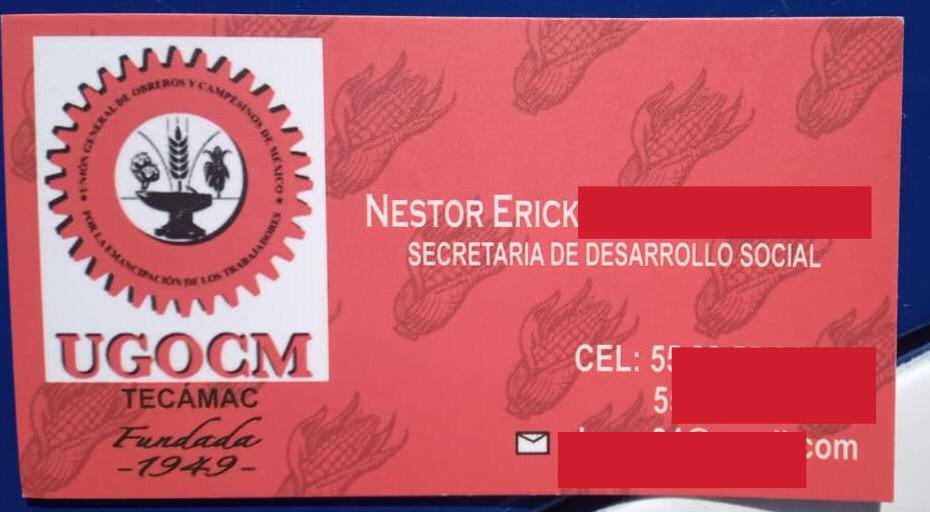 UNIÓN GENERAL DE OBREROS Y CAMPESINOS DE MEXICO
POR LA EMANCIPACIÓN DE LOS TRABAJADORES
UGOCM
TECÁMAC
Fundada
-1949-
NESTOR ERICK
SECRETARIA DE DESARROLLO SOCIAL
CEL: 55
5
com